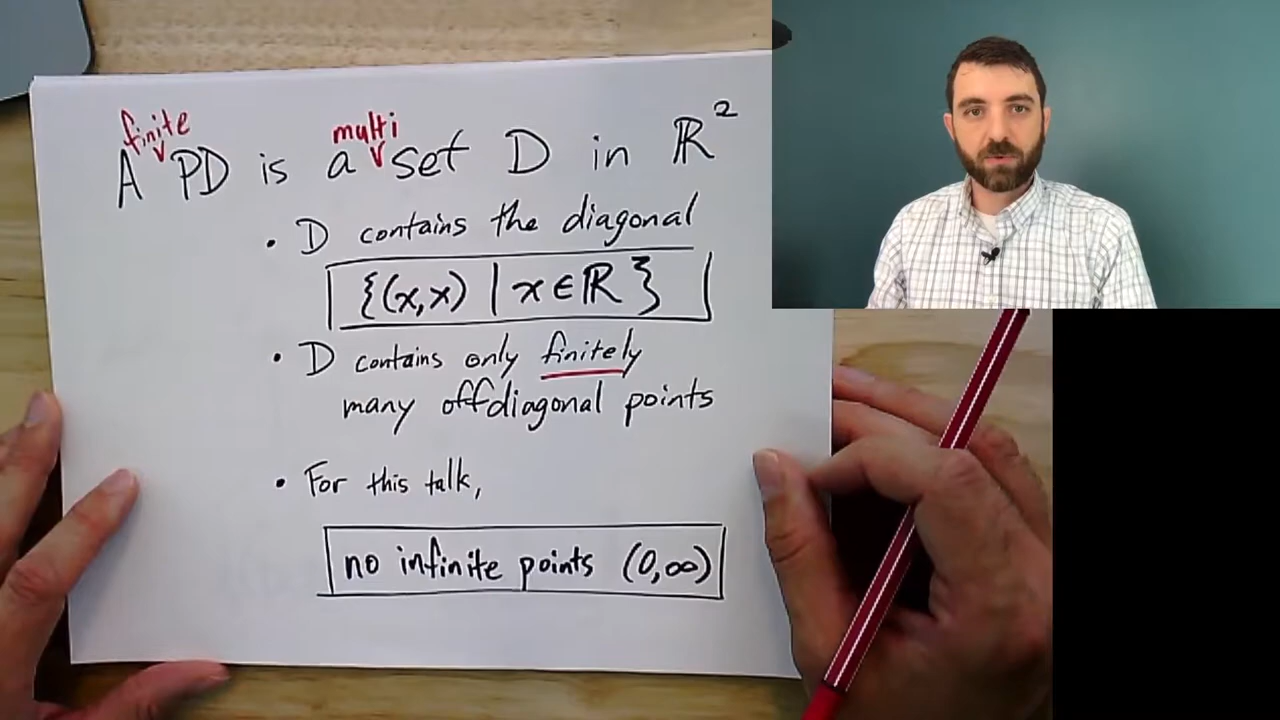 A finite PD is a multi set D in ℝ²
• D contains the diagonal
{(x,x) | x∈ℝ}
• D contains only finitely
many offdiagonal points
• For this talk,
no infinite points (0,∞)